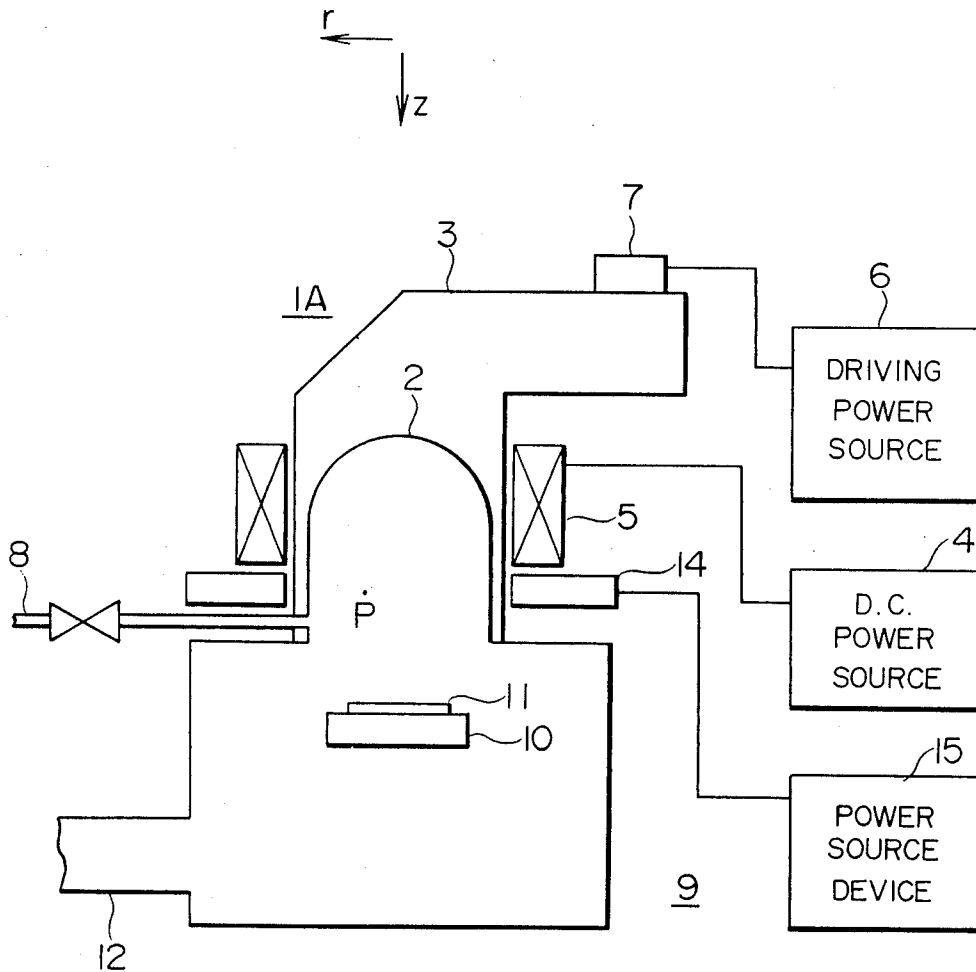 r
z
7
3
1A
6
DRIVING
POWER
SOURCE
2
5
8
14
4
D.C.
POWER
SOURCE
P
11
10
15
POWER
SOURCE
DEVICE
9
12